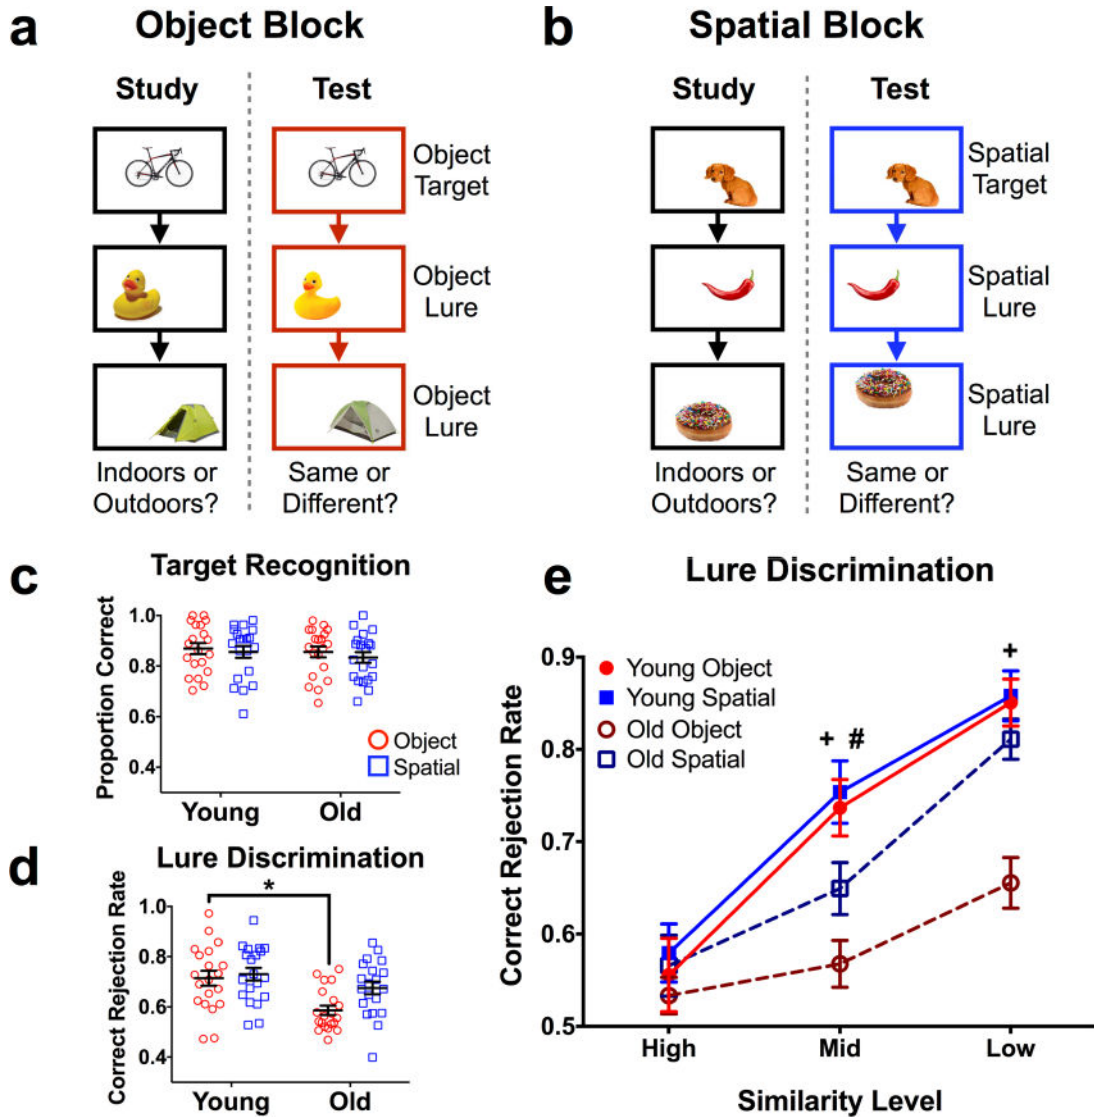 a Object Block
Study Test
Object
Target
Object
Lure
Object
Lure
Indoors or
Outdoors?
Same or
Different?
b Spatial Block
Study Test
Spatial
Target
Spatial
Lure
Spatial
Lure
Indoors or
Outdoors?
Same or
Different?
c Target Recognition
Proportion Correct
1.0
0.8
0.6
0.4
Object
Spatial
Young Old
d Lure Discrimination
*
Correct Rejection Rate
1.0
0.8
0.6
0.4
Young Old
e Lure Discrimination
Young Object
Young Spatial
Old Object
Old Spatial
+ #
+
Correct Rejection Rate
0.9
0.8
0.7
0.6
0.5
High Mid Low
Similarity Level